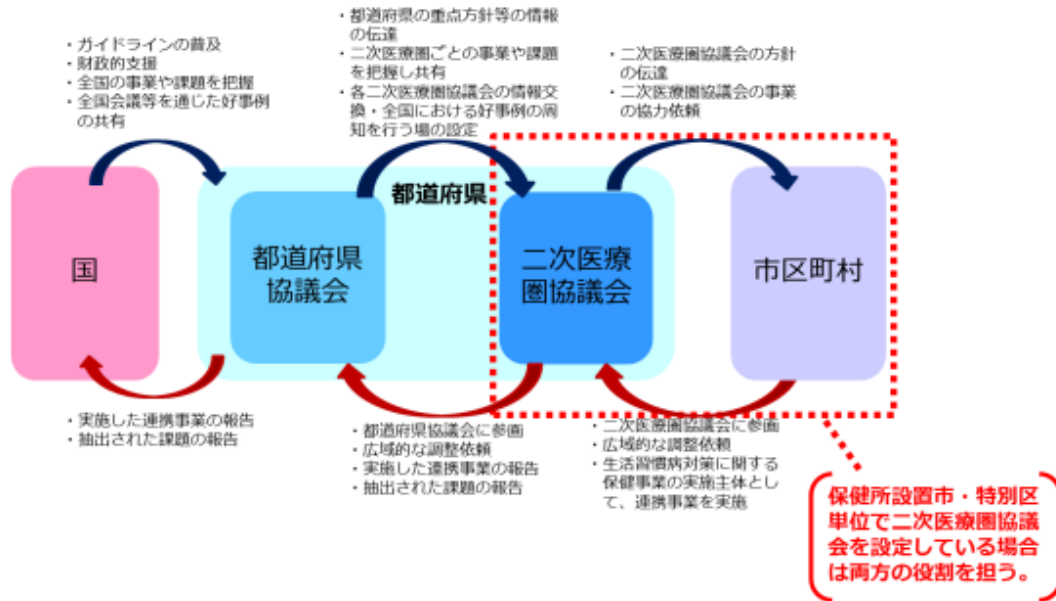 ・ガイドラインの普及
・財政的支援
・全国の事業や課題を把握
・全国会議等を通じた好事例
の共有
・都道府県の重点方針等の情報
の伝達
・二次医療圏ごとの事業や課題
を把握し共有
・各二次医療圏協議会の情報交
換・全国における好事例の周
知を行う場の設定
・二次医療圏協議会の方針
の伝達
・二次医療圏協議会の事業
の協力依頼
都道府県
国
都道府県
協議会
二次医療
圏協議会
市区町村
・実施した連携事業の報告
・抽出された課題の報告
・都道府県協議会に参画
・広域的な調整依頼
・実施した連携事業の報告
・抽出された課題の報告
・二次医療圏協議会に参画
・広域的な調整依頼
・生活習慣病対策に関する
保健事業の実施主体とし
て、連携事業を実施
保健所設置市・特別区
単位で二次医療圏協議
会を設定している場合
は両方の役割を担う。